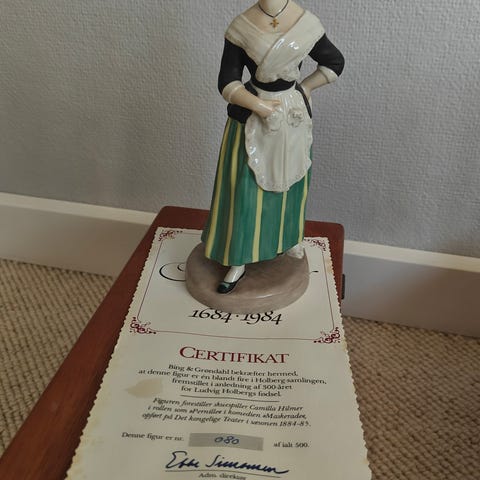 1684 · 1984
CERTIFIKAT
Bing & Grøndahl bekræfter hermed,
at denne figur er én blandt fire i Holberg samlingen,
fremstillet i anledning af 300-året
for Ludvig Holbergs fødsel.
Figuren forestiller skuespiller Camilla Hilmer
i rollen som »Pernille« i komedien »Maskerade«,
opført på Det kongelige Teater i sæsonen 1884-85.
Denne figur er nr. 080 af ialt 500.
Adm. direktør